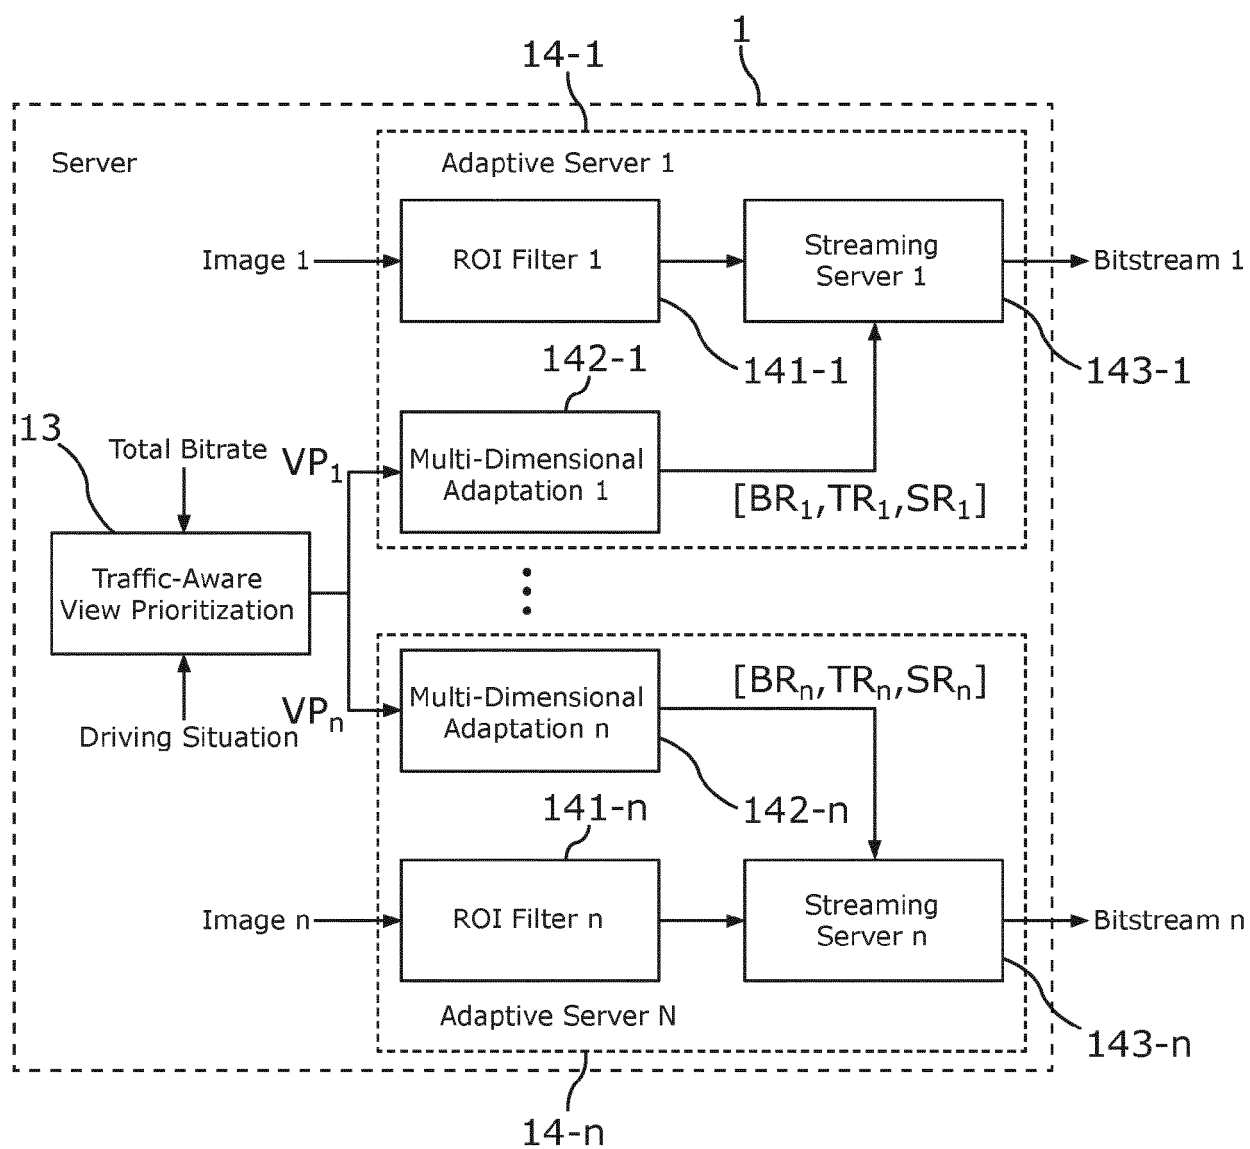 1
14-1
Server
Adaptive Server 1
Image 1
ROI Filter 1
Streaming
Server 1
Bitstream 1
142-1
141-1
143-1
13
Total Bitrate
VP1
Multi-Dimensional
Adaptation 1
[BR1,TR1,SR1]
Traffic-Aware
View Prioritization
VPn
Driving Situation
Multi-Dimensional
Adaptation n
[BRn,TRn,SRn]
141-n
142-n
Image n
ROI Filter n
Streaming
Server n
Bitstream n
Adaptive Server N
143-n
14-n